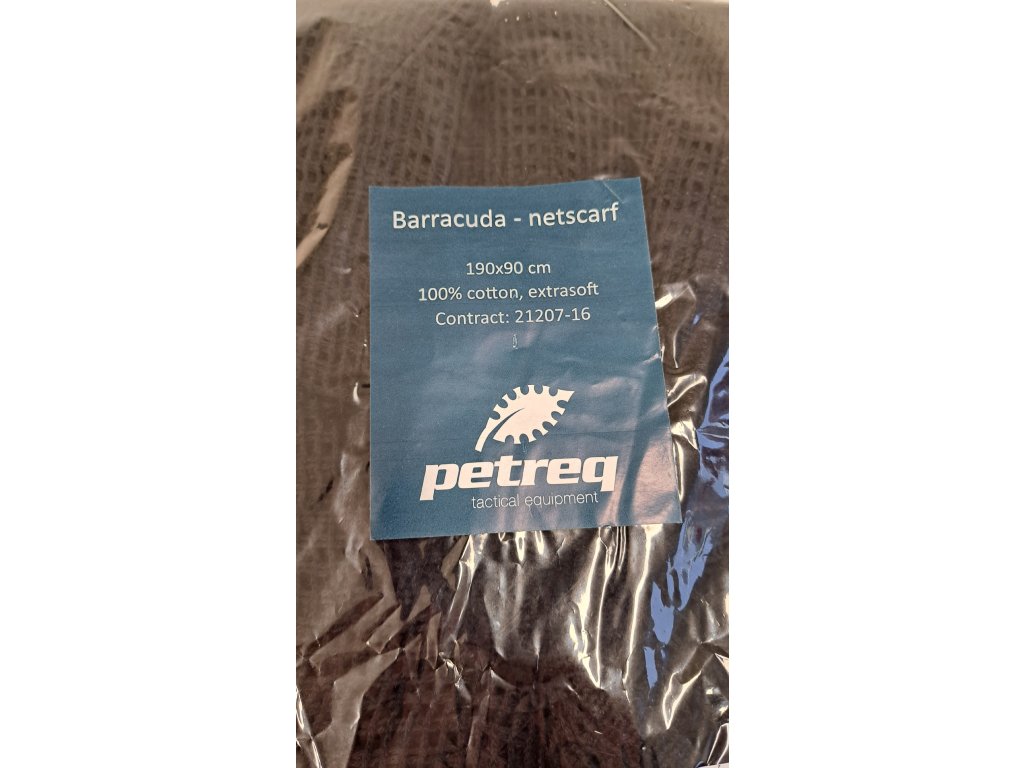 Barracuda - netscarf
190x90 cm
100% cotton, extrasoft
Contract: 21207-16
petreq
tactical equipment